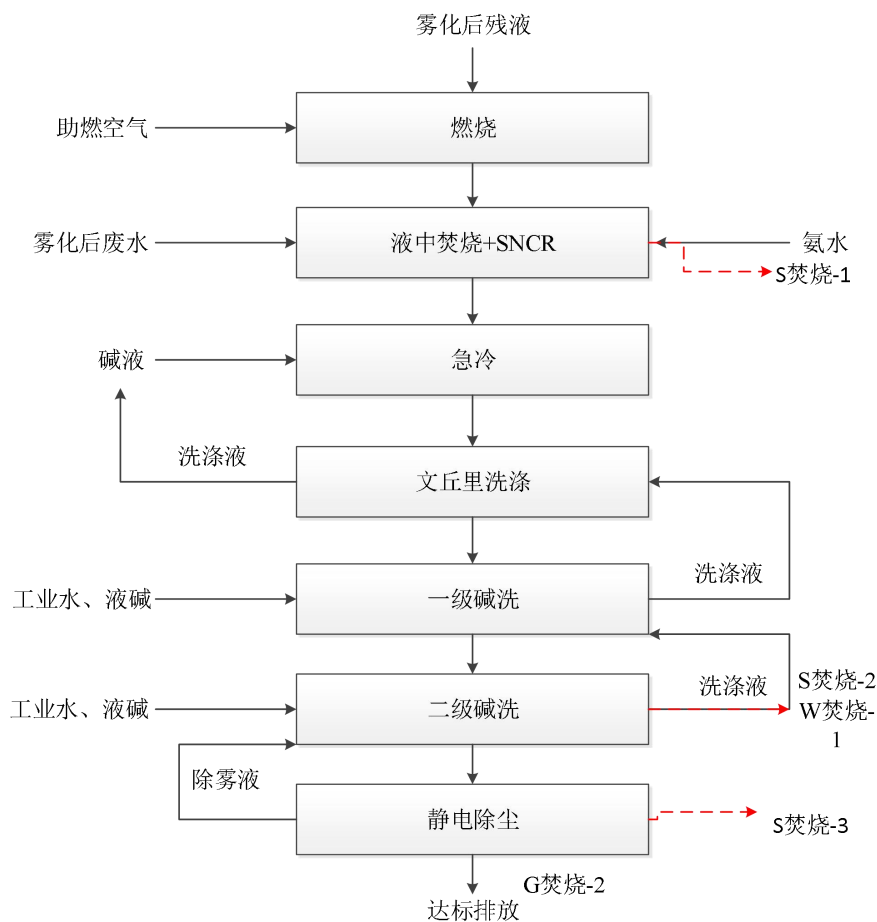 雾化后残液
助燃空气
燃烧
雾化后废水
液中焚烧+SNCR
氨水
S焚烧-1
碱液
急冷
洗涤液
文丘里洗涤
洗涤液
工业水、液碱
一级碱洗
洗涤液
S焚烧-2
W焚烧-
1
工业水、液碱
二级碱洗
除雾液
静电除尘
S焚烧-3
G焚烧-2
达标排放